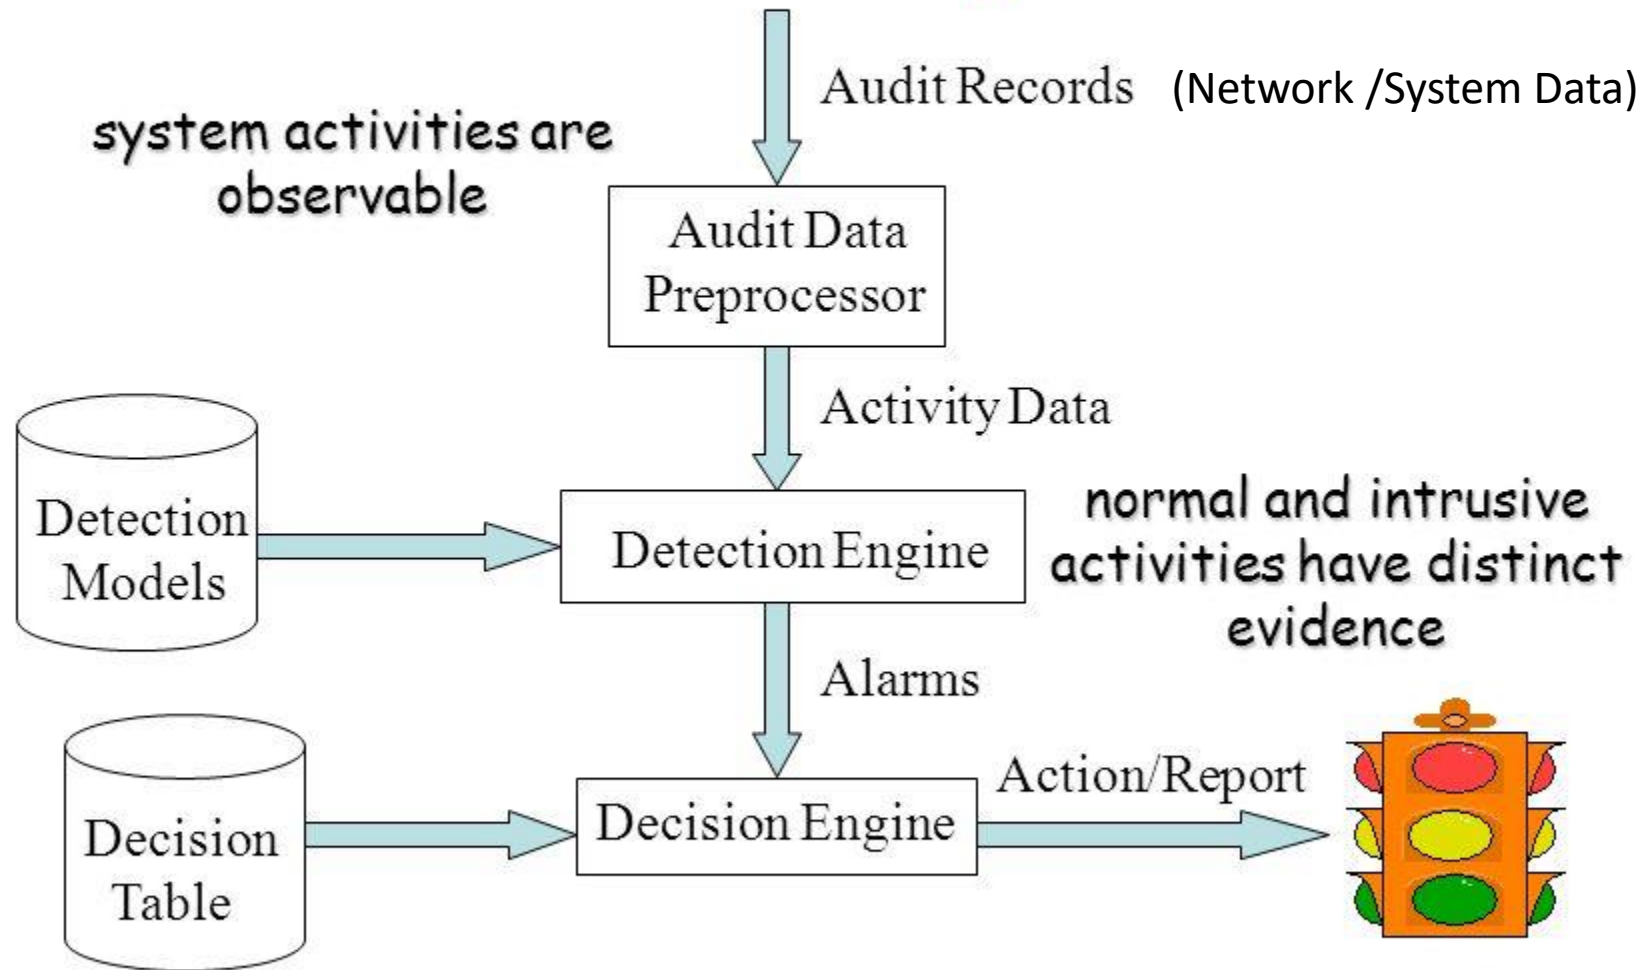 Audit Records (Network /System Data)
system activities are
observable
Audit Data
Preprocessor
Activity Data
Detection
Models
Detection Engine
normal and intrusive
activities have distinct
evidence
Alarms
Decision
Table
Decision Engine
Action/Report